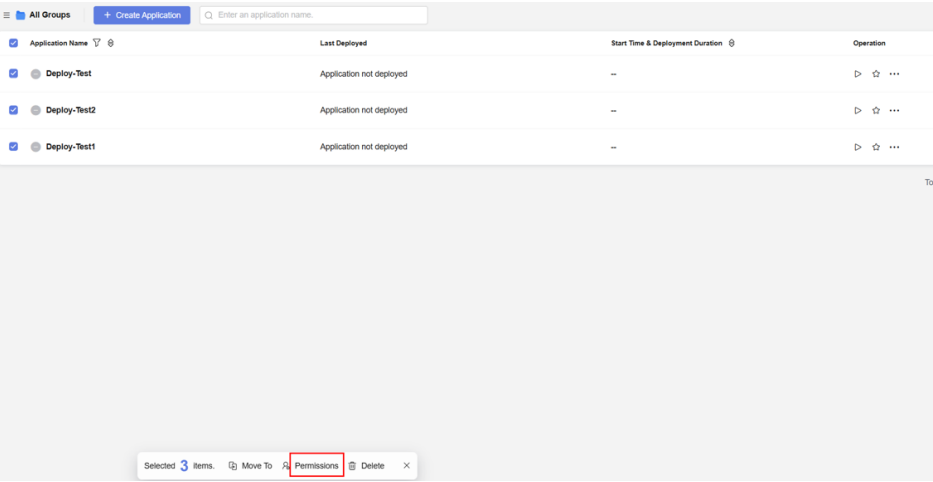 All Groups
+ Create Application
Enter an application name.
Application Name
Last Deployed
Start Time & Deployment Duration
Operation
Deploy-Test
Application not deployed
--
Deploy-Test2
Application not deployed
--
Deploy-Test1
Application not deployed
--
To
Selected 3 items.
Move To
Permissions
Delete